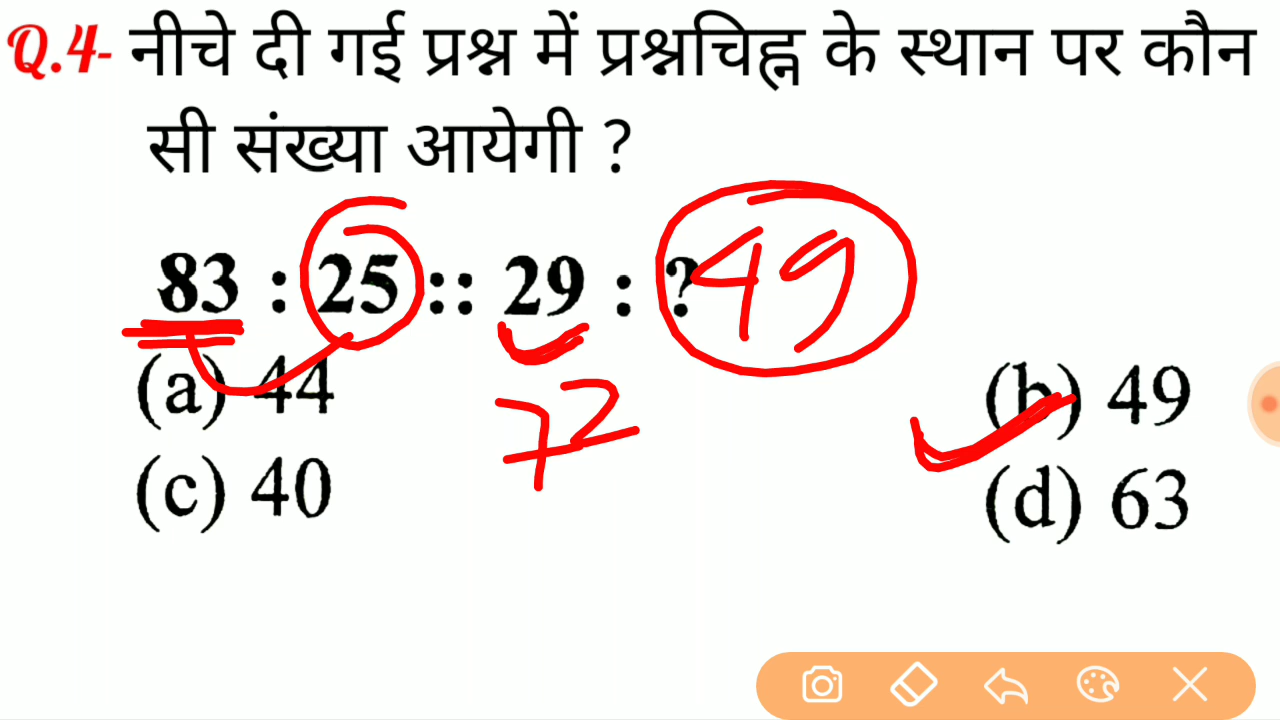 Q.4- नीचे दी गई प्रश्न में प्रश्नचिह्न के स्थान पर कौन
सी संख्या आयेगी ?
83 : 25 :: 29 : ? 49
72
(a) 44 (b) 49
(c) 40 (d) 63